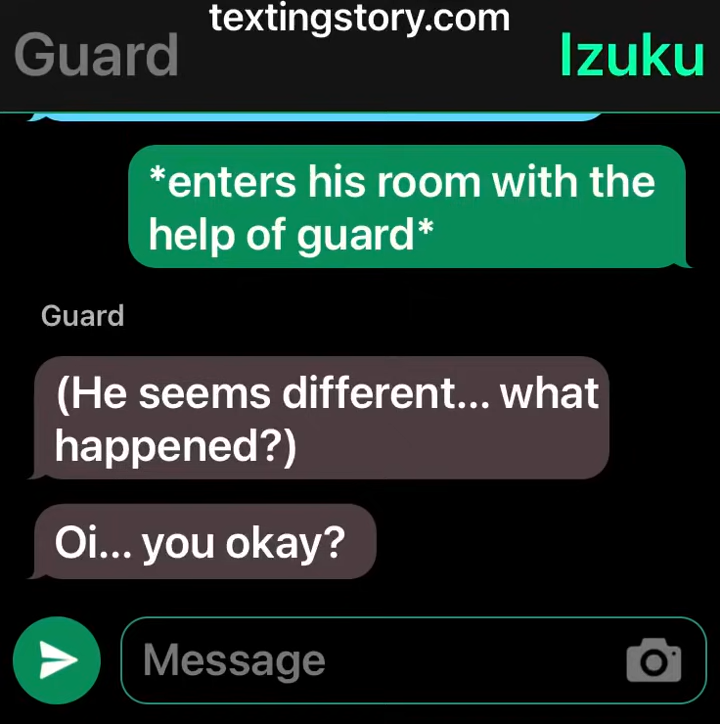 textingstory.com
Guard
Izuku
*enters his room with the
help of guard*
Guard
(He seems different... what
happened?)
Oi... you okay?
Message